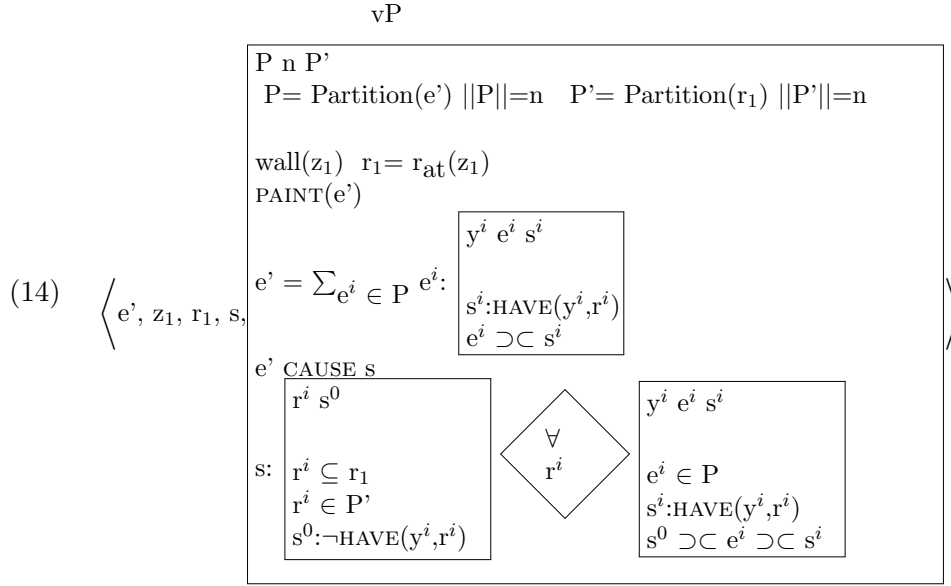 vP
P n P'
P= Partition(e') ||P||=n P'= Partition(r₁) ||P'||=n
wall(z₁) r₁= r_at(z₁)
PAINT(e')
yⁱ eⁱ sⁱ
(14) ⟨ e', z₁, r₁, s, e' = ∑_{eⁱ ∈ P} eⁱ: ⟩
sⁱ:HAVE(yⁱ,rⁱ)
eⁱ ⊃⊂ sⁱ
e' CAUSE s
rⁱ s⁰ yⁱ eⁱ sⁱ
∀
s: rⁱ ⊆ r₁ rⁱ eⁱ ∈ P
rⁱ ∈ P' sⁱ:HAVE(yⁱ,rⁱ)
s⁰:¬HAVE(yⁱ,rⁱ) s⁰ ⊃⊂ eⁱ ⊃⊂ sⁱ